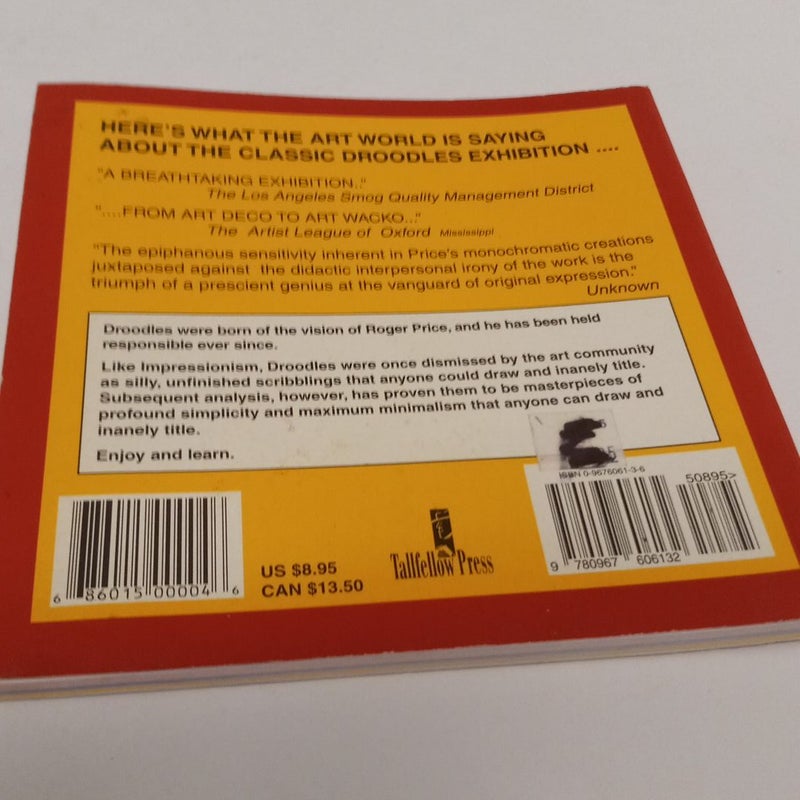 HERE'S WHAT THE ART WORLD IS SAYING
ABOUT THE CLASSIC DROODLES EXHIBITION ....
"A BREATHTAKING EXHIBITION.."
The Los Angeles Smog Quality Management District
"....FROM ART DECO TO ART WACKO..."
The Artist League of Oxford Mississippi
"The epiphanous sensitivity inherent in Price's monochromatic creations
juxtaposed against the didactic interpersonal irony of the work is the
triumph of a prescient genius at the vanguard of original expression."
Unknown
Droodles were born of the vision of Roger Price, and he has been held
responsible ever since.
Like Impressionism, Droodles were once dismissed by the art community
as silly, unfinished scribblings that anyone could draw and inanely title.
Subsequent analysis, however, has proven them to be masterpieces of
profound simplicity and maximum minimalism that anyone can draw and
inanely title.
Enjoy and learn.
ISBN 0-9676061-3-6
50895>
9 780967 606132
6 86015 00004 6
US $8.95
CAN $13.50
Tallfellow Press